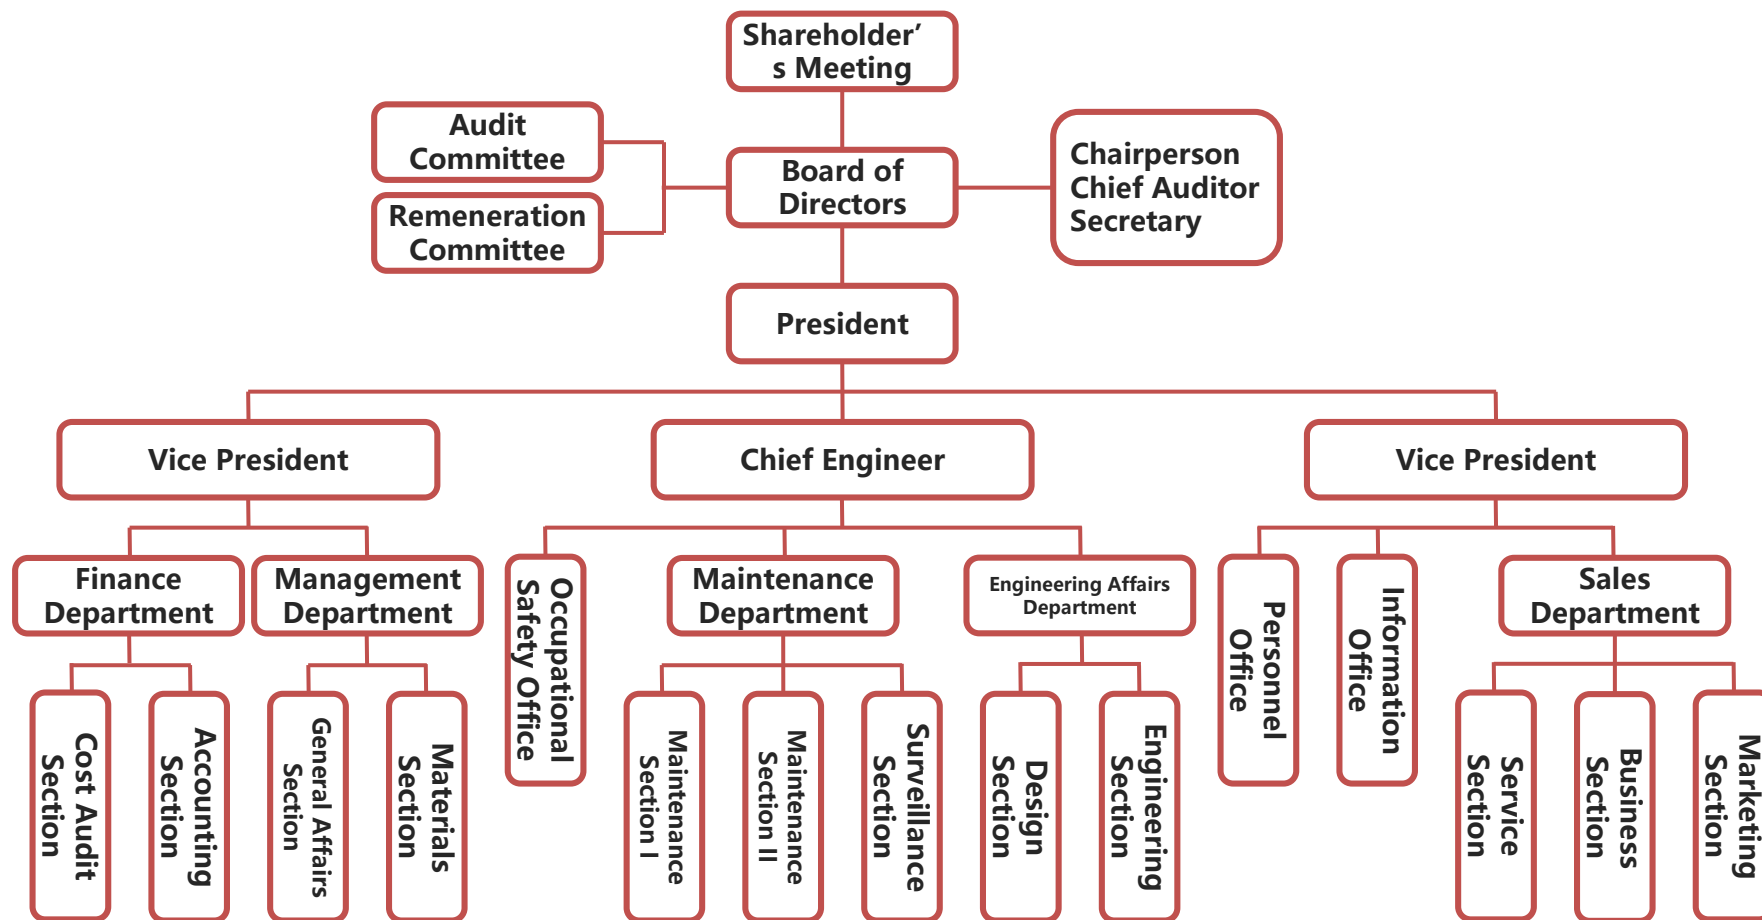 Shareholder’
s Meeting
Audit
Committee
Remeneration
Committee
Board of
Directors
Chairperson
Chief Auditor
Secretary
President
Vice President
Chief Engineer
Vice President
Finance
Department
Management
Department
Occupational
Safety Office
Maintenance
Department
Engineering Affairs
Department
Personnel
Office
Information
Office
Sales
Department
Cost Audit
Section
Accounting
Section
General Affairs
Section
Materials
Section
Maintenance
Section I
Maintenance
Section II
Surveillance
Section
Design
Section
Engineering
Section
Service
Section
Business
Section
Marketing
Section